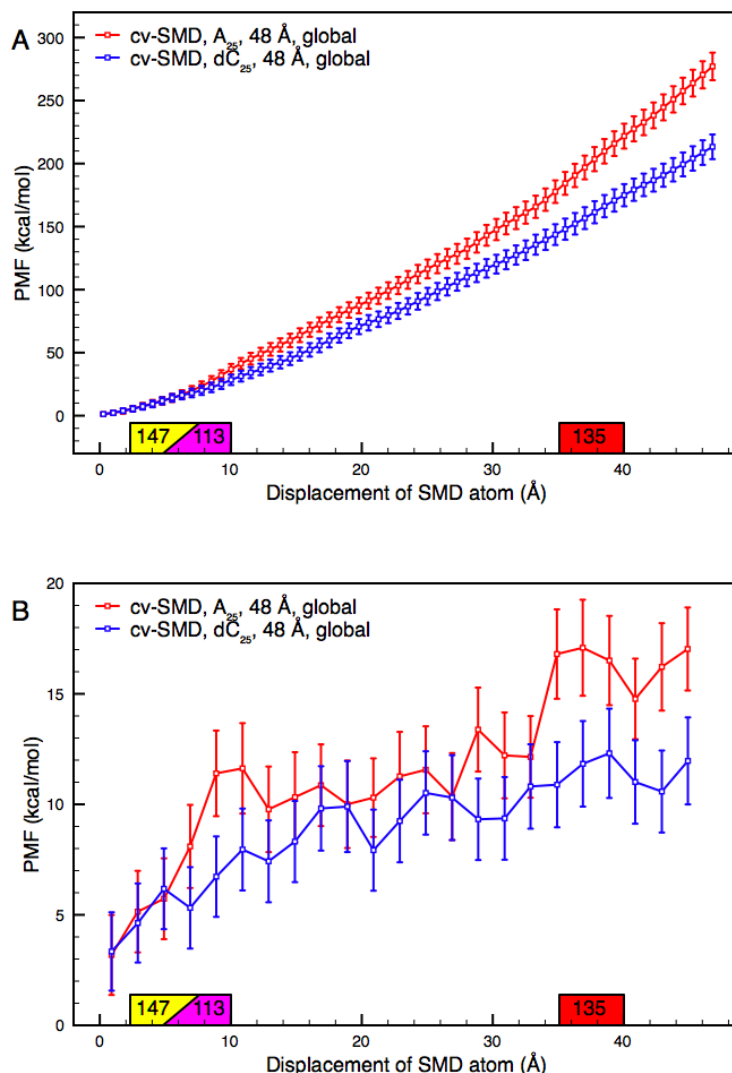 A
cv-SMD, A25, 48 Å, global
cv-SMD, dC25, 48 Å, global
PMF (kcal/mol)
300
250
200
150
100
50
0
147
113
135
0
10
20
30
40
Displacement of SMD atom (Å)
B
cv-SMD, A25, 48 Å, global
cv-SMD, dC25, 48 Å, global
PMF (kcal/mol)
20
15
10
5
0
147
113
135
0
10
20
30
40
Displacement of SMD atom (Å)